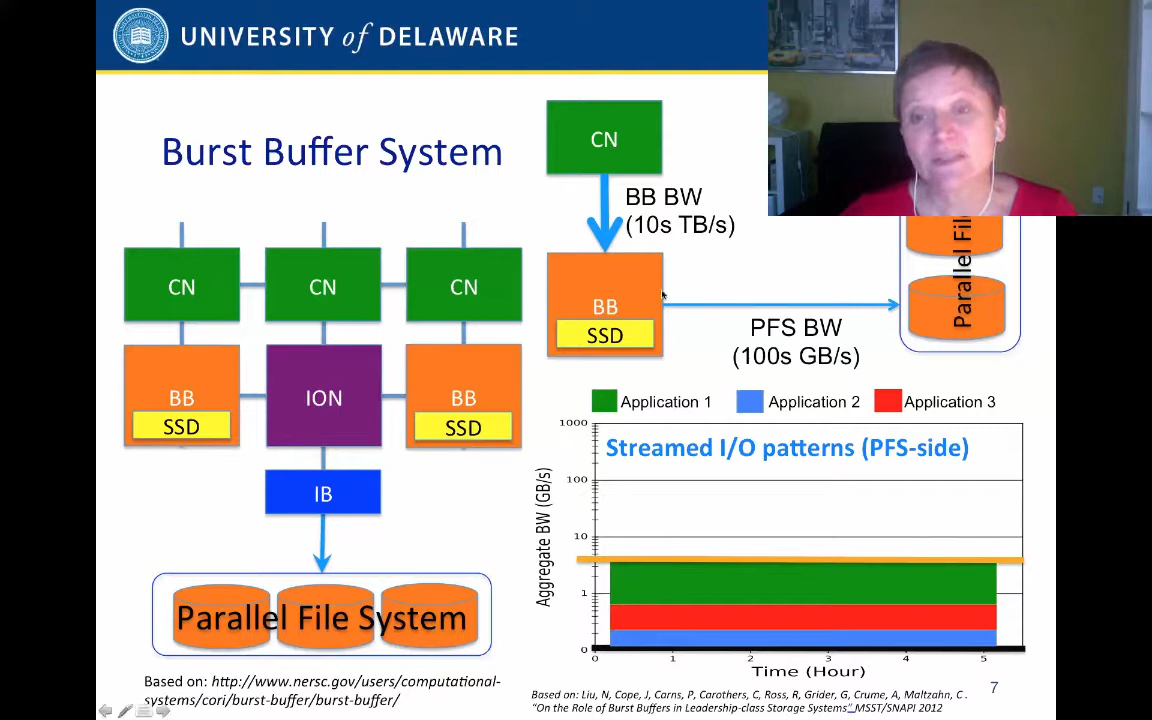 UNIVERSITY of DELAWARE
Burst Buffer System
CN
BB BW
(10s TB/s)
BB
SSD
PFS BW
(100s GB/s)
Parallel File
CN CN CN
BB ION BB
SSD SSD
IB
Parallel File System
Based on: http://www.nersc.gov/users/computational-
systems/cori/burst-buffer/burst-buffer/
Application 1 Application 2 Application 3
Streamed I/O patterns (PFS-side)
Aggregate BW (GB/s)
1000
100
10
1
0
0 1 2 3 4 5
Time (Hour)
Based on: Liu, N, Cope, J, Carns, P, Carothers, C, Ross, R, Grider, G, Crume, A, Maltzahn, C.
“On the Role of Burst Buffers in Leadership-class Storage Systems” MSST/SNAPI 2012
7